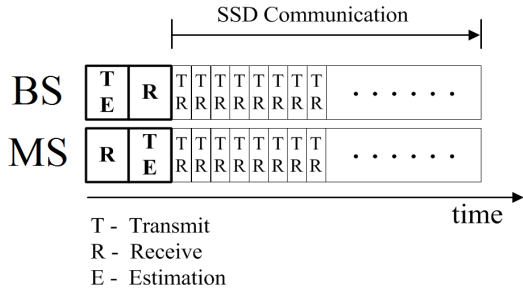 SSD Communication
BS T E R T R T R T R T R T R T R T R T R . . . . . .
MS R T E T R T R T R T R T R T R T R T R . . . . . .
time
T - Transmit
R - Receive
E - Estimation